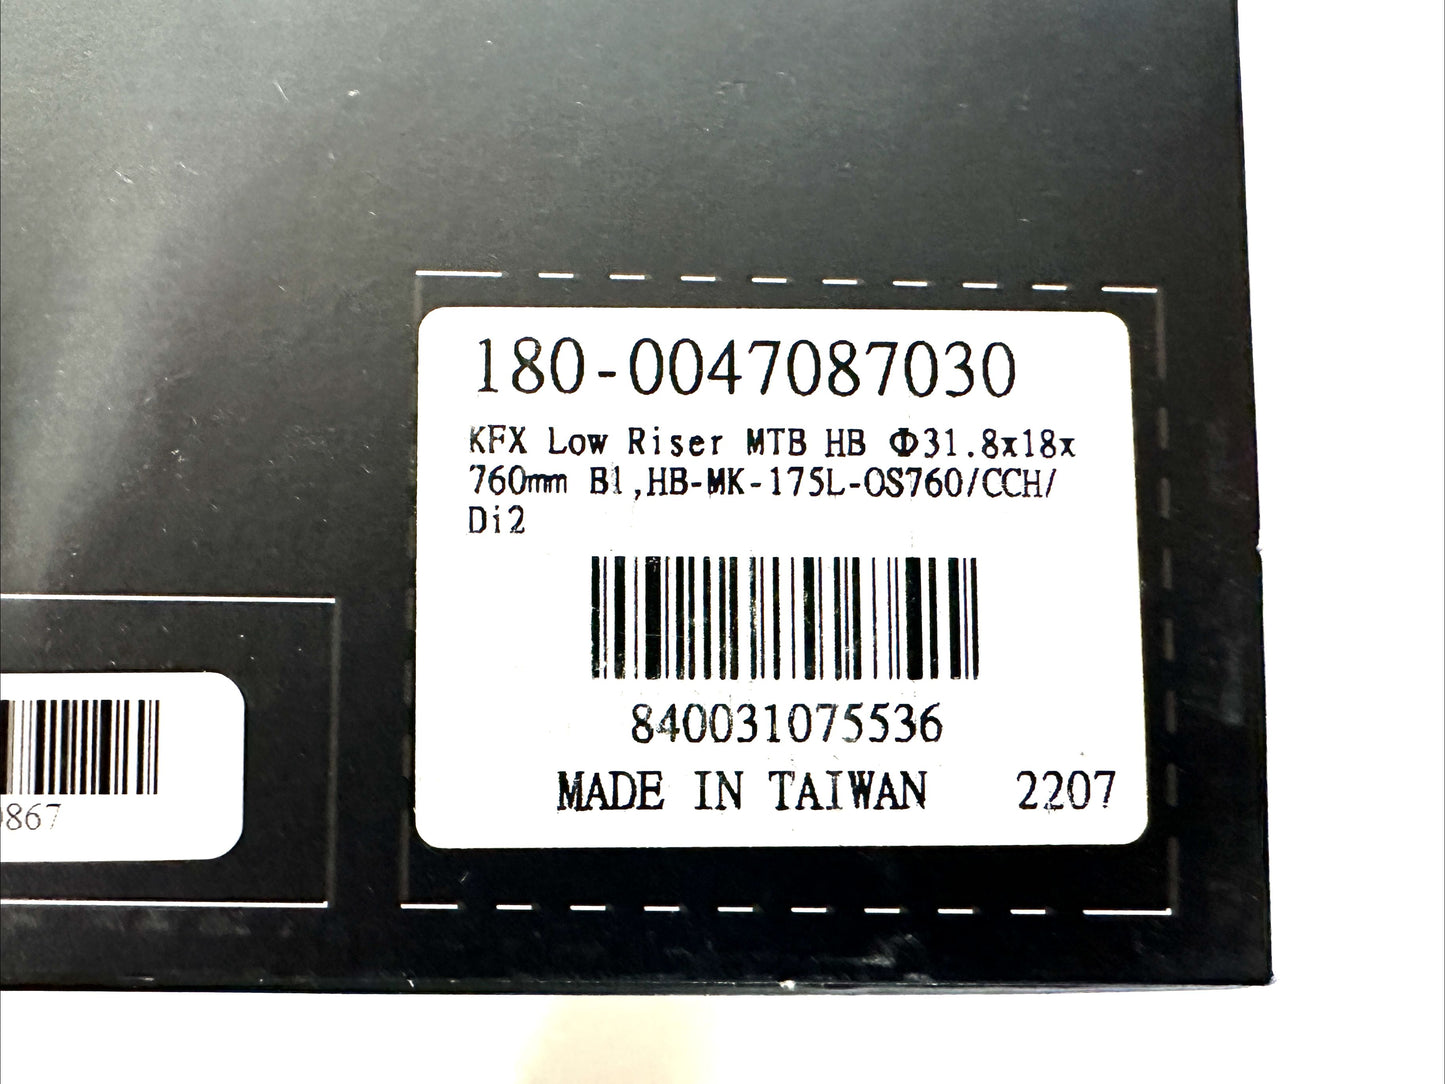 180-0047087030
KFX Low Riser MTB HB Φ31.8x18x
760mm B1,HB-MK-175L-OS760/CCH/
Di2
840031075536
MADE IN TAIWAN 2207
867